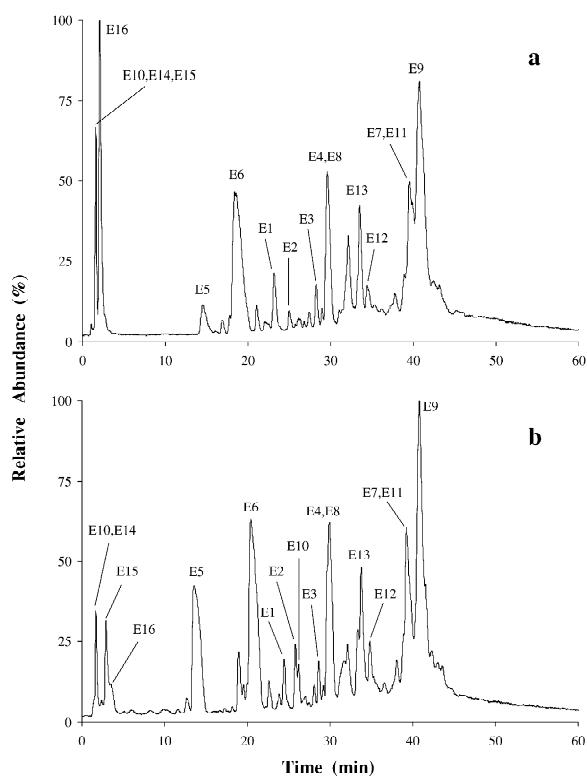 100
E16
a
E10,E14,E15
E9
75
E7,E11
E4,E8
50
E6
E13
E3
E1
E12
E2
25
E5
0
0 10 20 30 40 50 60
Relative Abundance (%)
100
E9
b
75
E7,E11
E6
E4,E8
E10,E14
E10
50
E15
E5
E2
E13
E1
E3
E12
E16
25
0
0 10 20 30 40 50 60
Time (min)